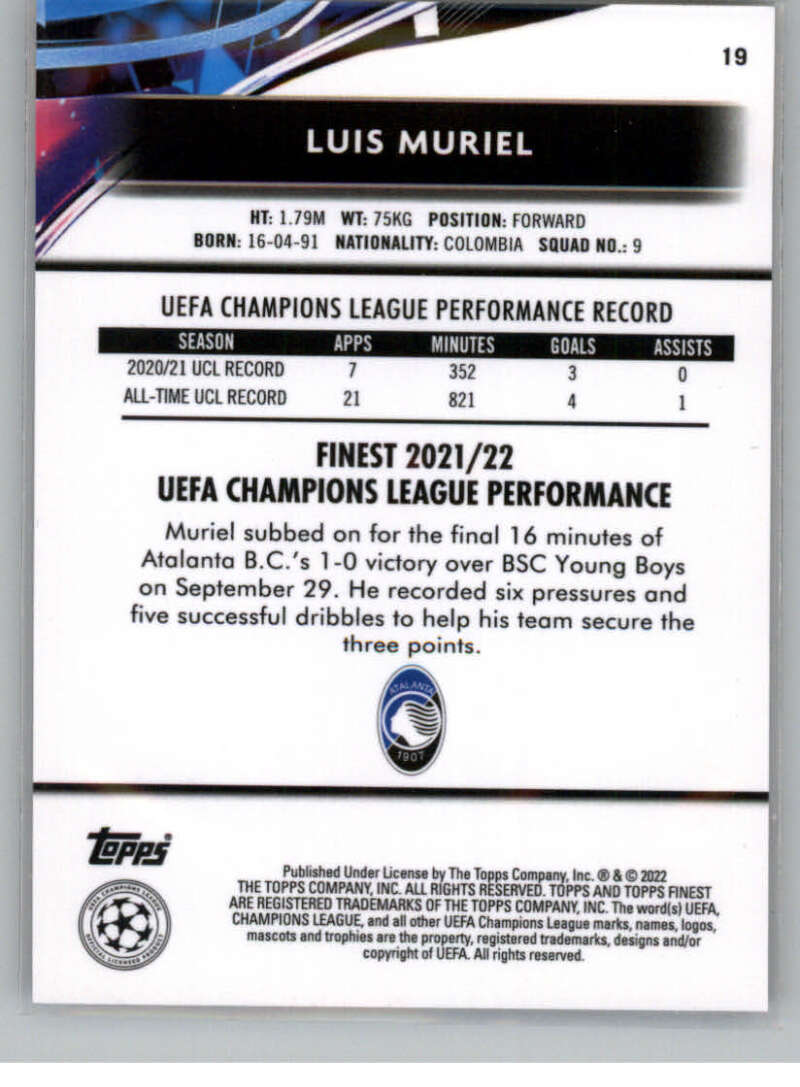 19
LUIS MURIEL
HT: 1.79M WT: 75KG POSITION: FORWARD
BORN: 16-04-91 NATIONALITY: COLOMBIA SQUAD NO.: 9
UEFA CHAMPIONS LEAGUE PERFORMANCE RECORD
SEASON APPS MINUTES GOALS ASSISTS
2020/21 UCL RECORD 7 352 3 0
ALL-TIME UCL RECORD 21 821 4 1
FINEST 2021/22
UEFA CHAMPIONS LEAGUE PERFORMANCE
Muriel subbed on for the final 16 minutes of
Atalanta B.C.'s 1-0 victory over BSC Young Boys
on September 29. He recorded six pressures and
five successful dribbles to help his team secure the
three points.
ATALANTA
1907
Topps®
CHAMPIONS LEAGUE
OFFICIAL LICENSED PRODUCT
Published Under License by The Topps Company, Inc. ® & © 2022
THE TOPPS COMPANY, INC. ALL RIGHTS RESERVED. TOPPS AND TOPPS FINEST
ARE REGISTERED TRADEMARKS OF THE TOPPS COMPANY, INC. The word(s) UEFA,
CHAMPIONS LEAGUE, and all other UEFA Champions League marks, names, logos,
mascots and trophies are the property, registered trademarks, designs and/or
copyright of UEFA. All rights reserved.